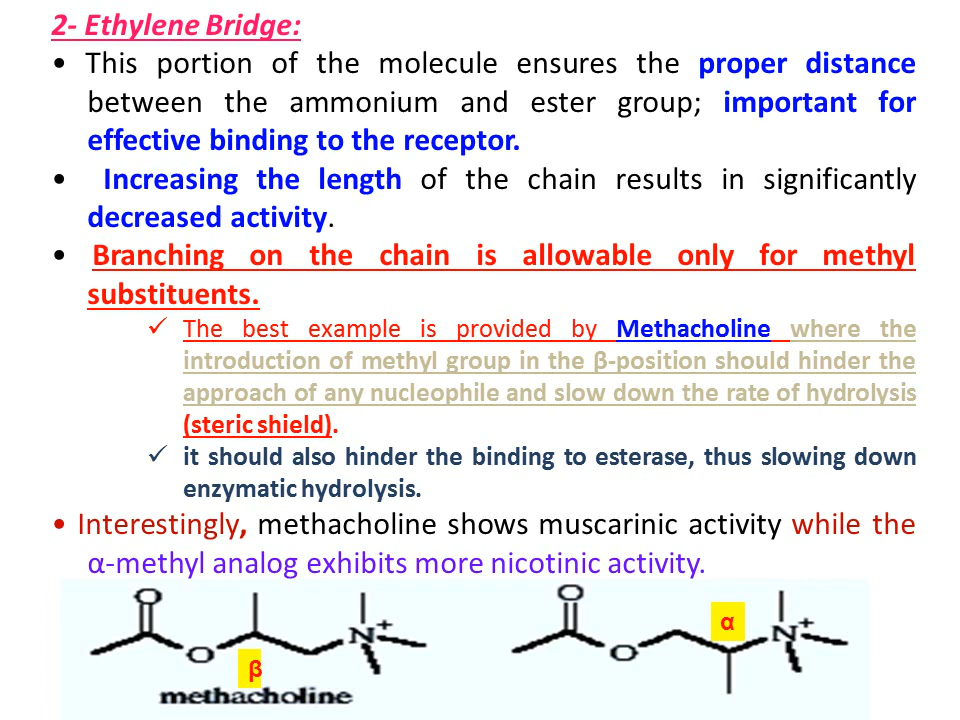 2- Ethylene Bridge:
• This portion of the molecule ensures the proper distance
between the ammonium and ester group; important for
effective binding to the receptor.
• Increasing the length of the chain results in significantly
decreased activity.
• Branching on the chain is allowable only for methyl
substituents.
✓ The best example is provided by Methacholine where the
introduction of methyl group in the β-position should hinder the
approach of any nucleophile and slow down the rate of hydrolysis
(steric shield).
✓ it should also hinder the binding to esterase, thus slowing down
enzymatic hydrolysis.
• Interestingly, methacholine shows muscarinic activity while the
α-methyl analog exhibits more nicotinic activity.
O O
α
N+ N+
O O
β
methacholine